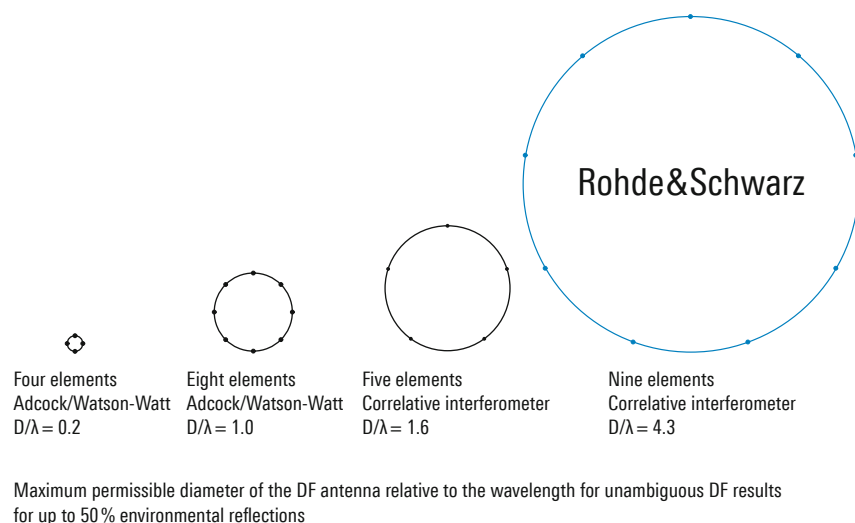 Rohde&Schwarz
Four elements
Adcock/Watson-Watt
D/λ = 0.2
Eight elements
Adcock/Watson-Watt
D/λ = 1.0
Five elements
Correlative interferometer
D/λ = 1.6
Nine elements
Correlative interferometer
D/λ = 4.3
Maximum permissible diameter of the DF antenna relative to the wavelength for unambiguous DF results
for up to 50 % environmental reflections